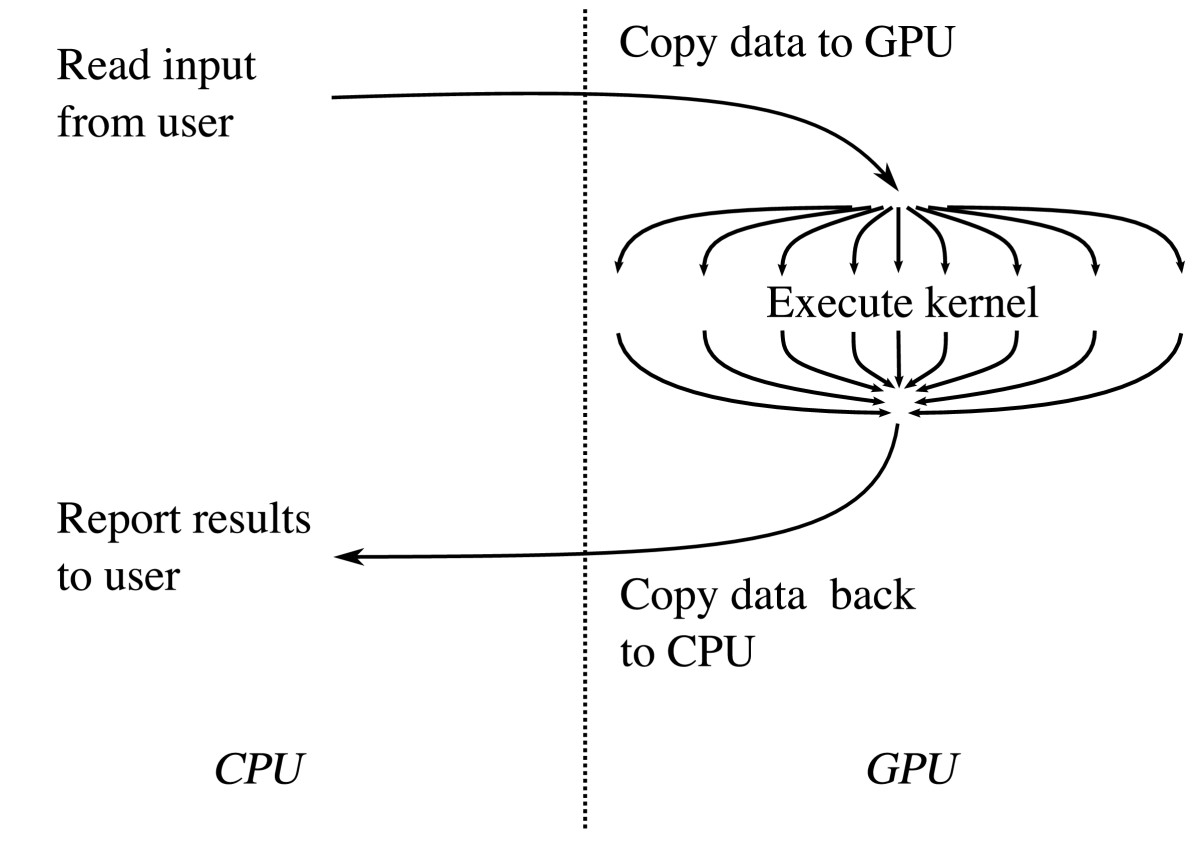 Read input
from user
Copy data to GPU
Execute kernel
Report results
to user
Copy data  back
to CPU
CPU
GPU